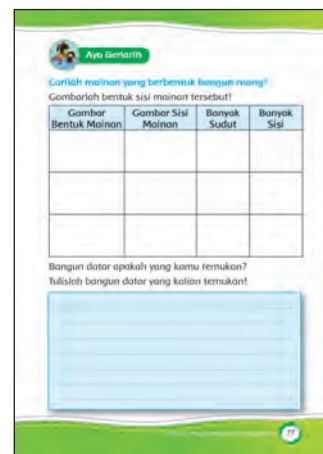 Ayo Berlatih
Carilah mainan yang berbentuk bangun ruang!
Gambarlah bentuk sisi mainan tersebut!
Gambar Bentuk Mainan
Gambar Sisi Mainan
Banyak Sudut
Banyak Sisi
Bangun datar apakah yang kamu temukan?
Tulislah bangun datar yang kalian temukan!
77